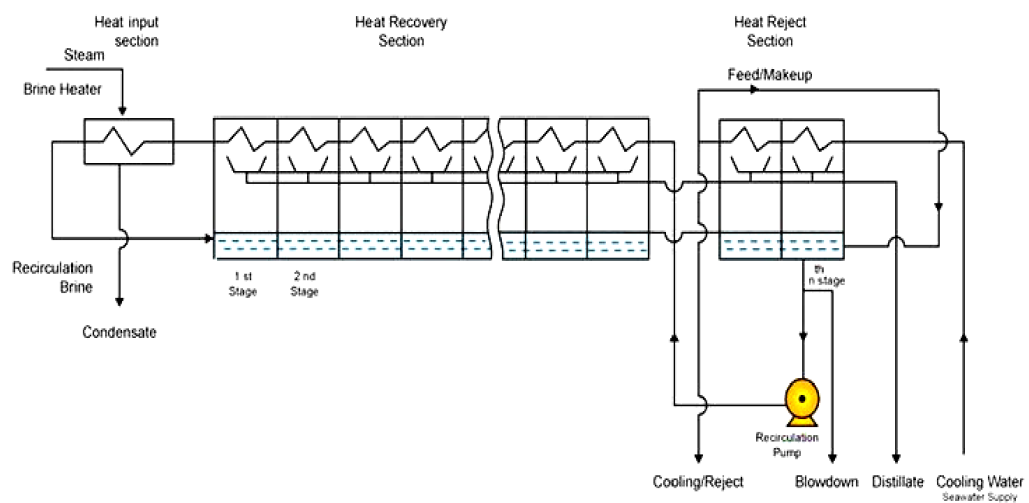 Heat input
section
Heat Recovery
Section
Heat Reject
Section
Steam
Brine Heater
Feed/Makeup
Recirculation
Brine
Condensate
1 st
Stage
2 nd
Stage
th
n stage
Recirculation
Pump
Cooling/Reject
Blowdown
Distillate
Cooling Water
Seawater Supply